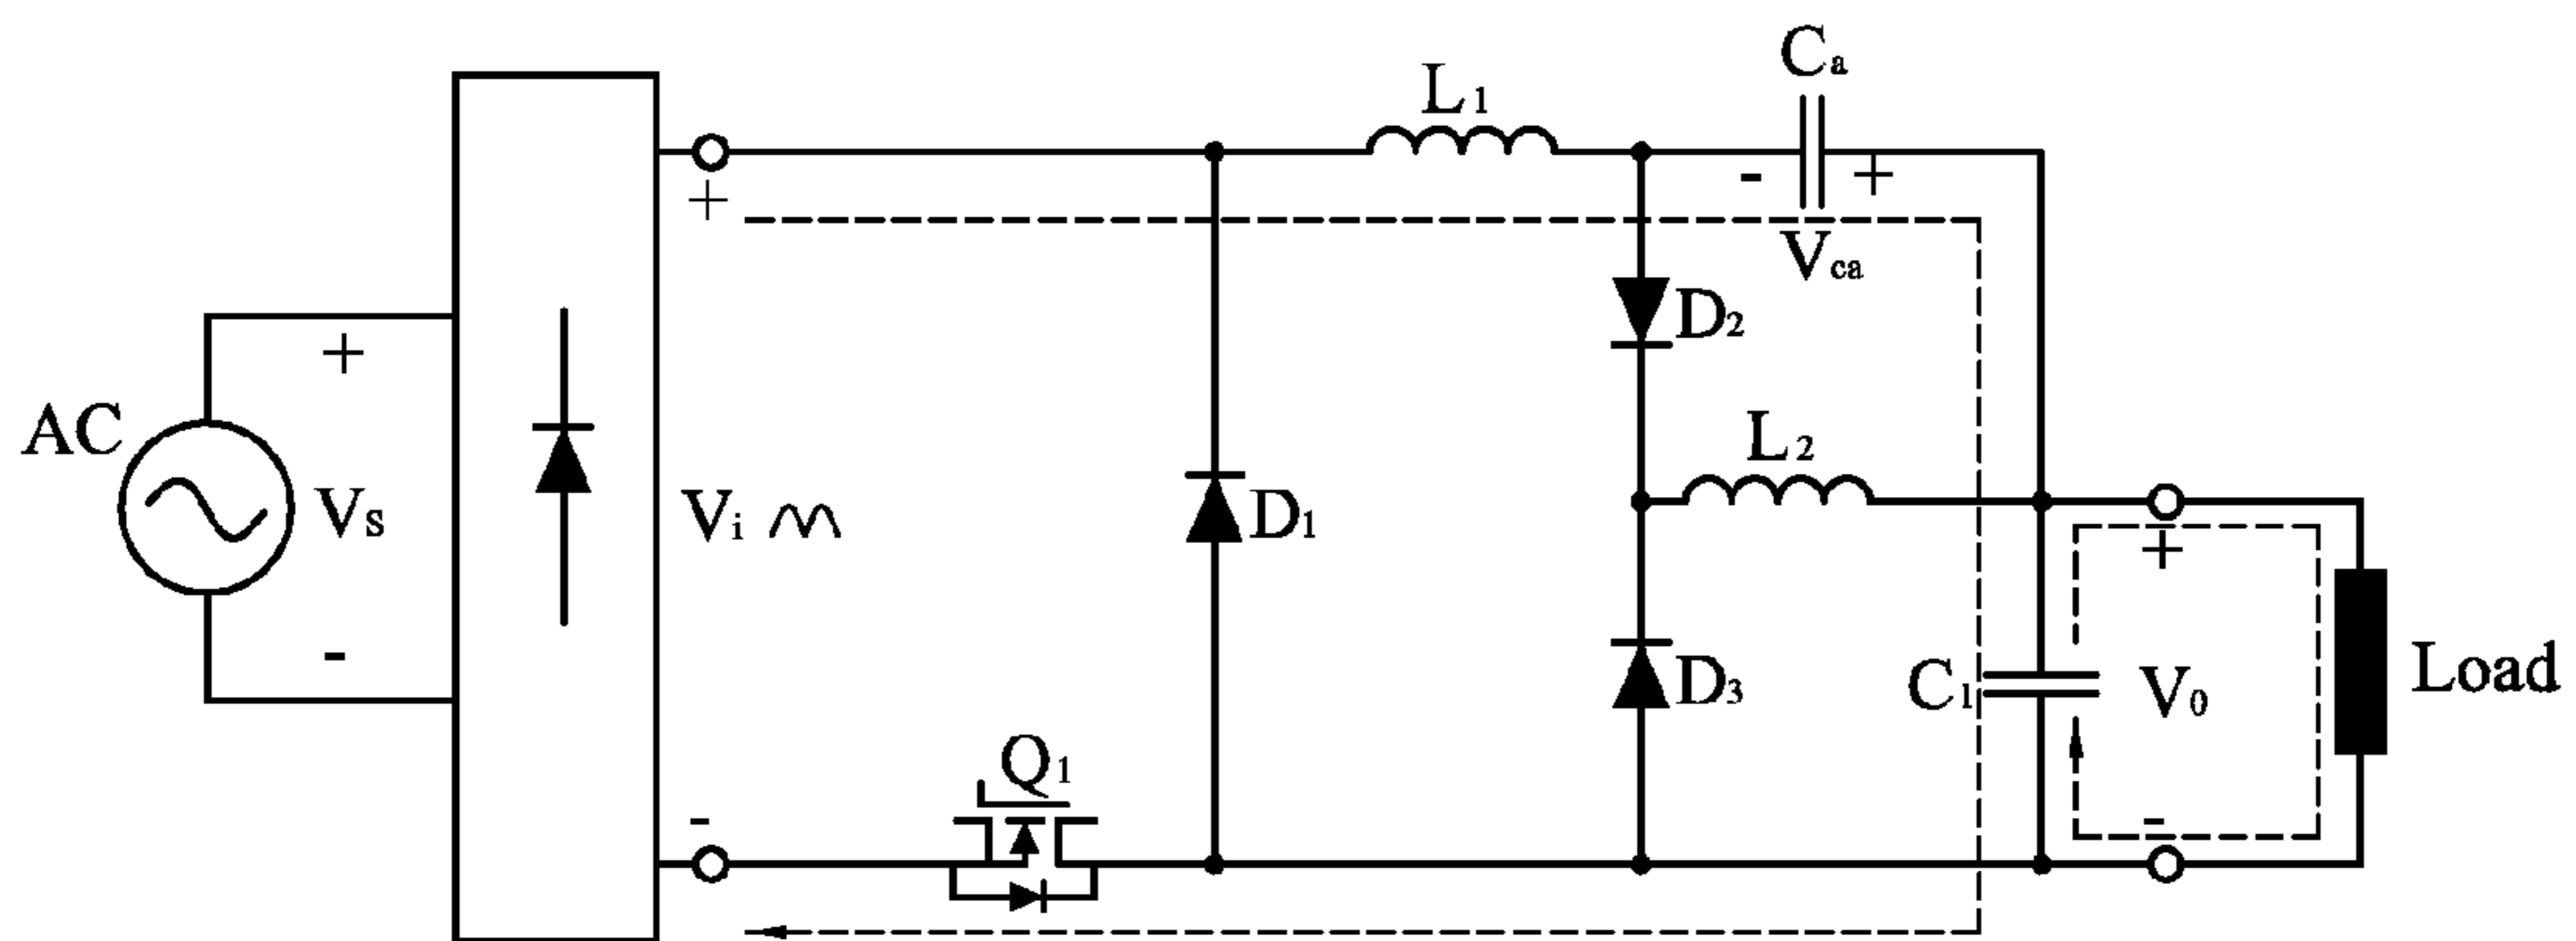 Ca
L1
- +
+
Vca
+
D2
AC
L2
Vs
Vi
D1
+
-
D3
C1
V0
Load
Q1
-
-